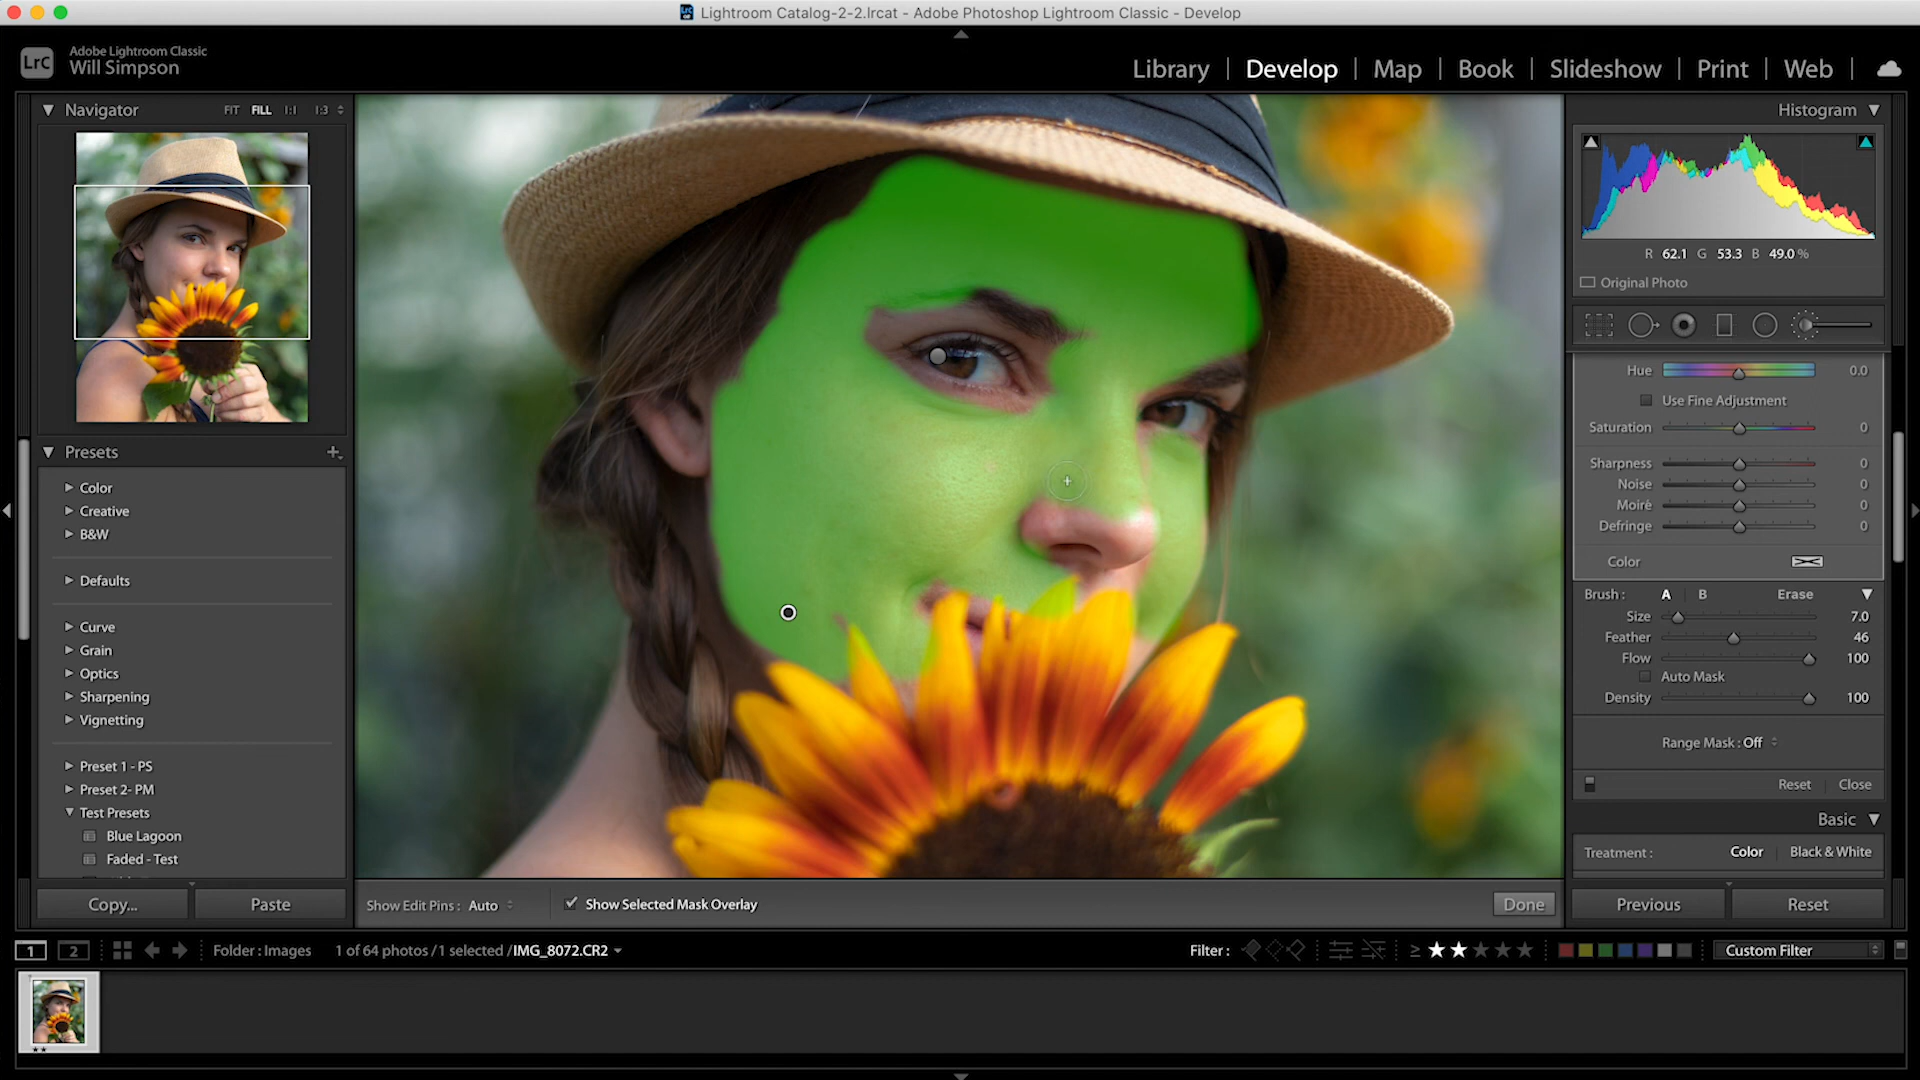 Lightroom Catalog-2-2.lrcat - Adobe Photoshop Lightroom Classic - Develop
LrC
Adobe Lightroom Classic
Will Simpson
Library | Develop | Map | Book | Slideshow | Print | Web |
Navigator FIT FILL 1:1 1:3
Histogram
R 62.1 G 53.3 B 49.0 %
Original Photo
Hue 0.0
Use Fine Adjustment
Saturation 0
Sharpness 0
Noise 0
Moiré 0
Defringe 0
Color
Brush : A B Erase
Size 7.0
Feather 46
Flow 100
Auto Mask
Density 100
Range Mask : Off
Reset Close
Basic
Treatment : Color Black & White
Previous Reset
Presets
Color
Creative
B&W
Defaults
Curve
Grain
Optics
Sharpening
Vignetting
Preset 1 - PS
Preset 2- PM
Test Presets
Blue Lagoon
Faded - Test
Copy... Paste
Show Edit Pins : Auto Show Selected Mask Overlay Done
1 2 Folder : Images 1 of 64 photos / 1 selected / IMG_8072.CR2 Filter : ≥ ★★★★★ Custom Filter